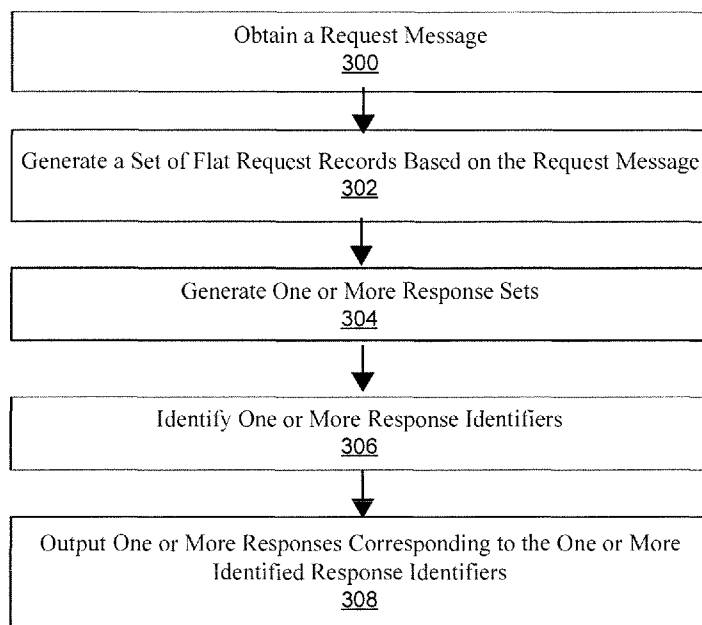 Obtain a Request Message
300
Generate a Set of Flat Request Records Based on the Request Message
302
Generate One or More Response Sets
304
Identify One or More Response Identifiers
306
Output One or More Responses Corresponding to the One or More
Identified Response Identifiers
308